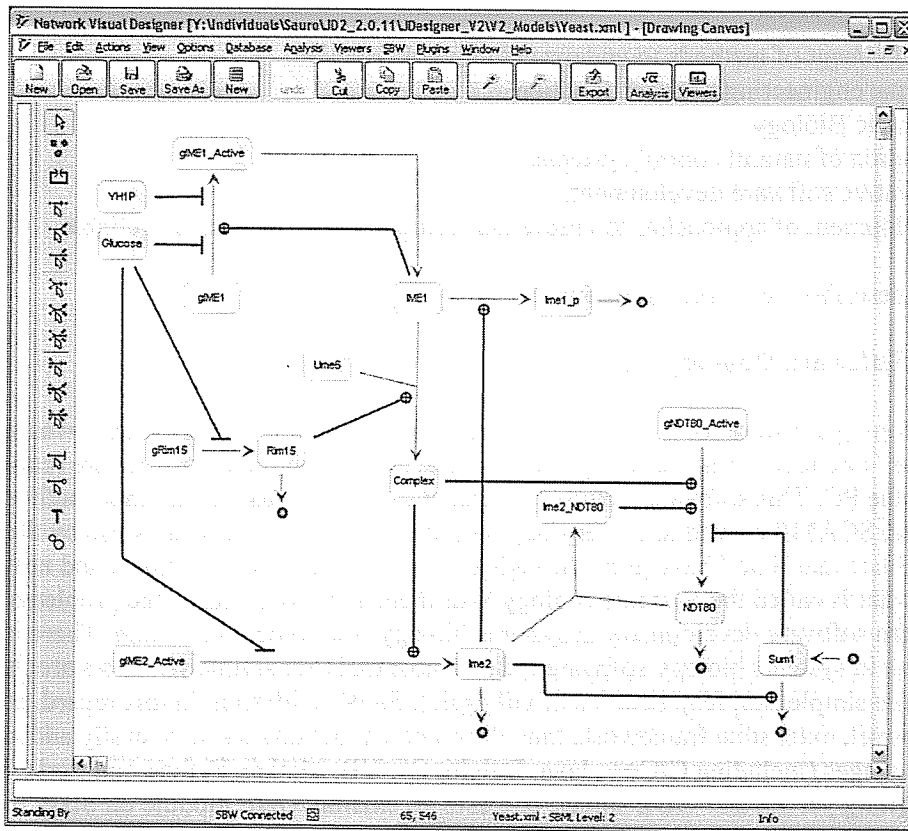 Network Visual Designer [Y:\Individuals\Sauro\JD2_2.0.11\JDesigner_V2\V2_Models\Yeast.xml ] - [Drawing Canvas]
File Edit Actions View Options Database Analysis Viewers SBW Plugins Window Help
New Open Save Save As New undo Cut Copy Paste Export Analysis Viewers
gIME1_Active
YH1P
Glucose
gIME1
IME1
Ime1_p
Ume6
gNDT80_Active
gRim15
Rim15
Complex
Ime2_NDT80
NDT80
gIME2_Active
Ime2
Sum1
Standing By SBW Connected 65, 546 Yeast.xml - SBML Level: 2 Info